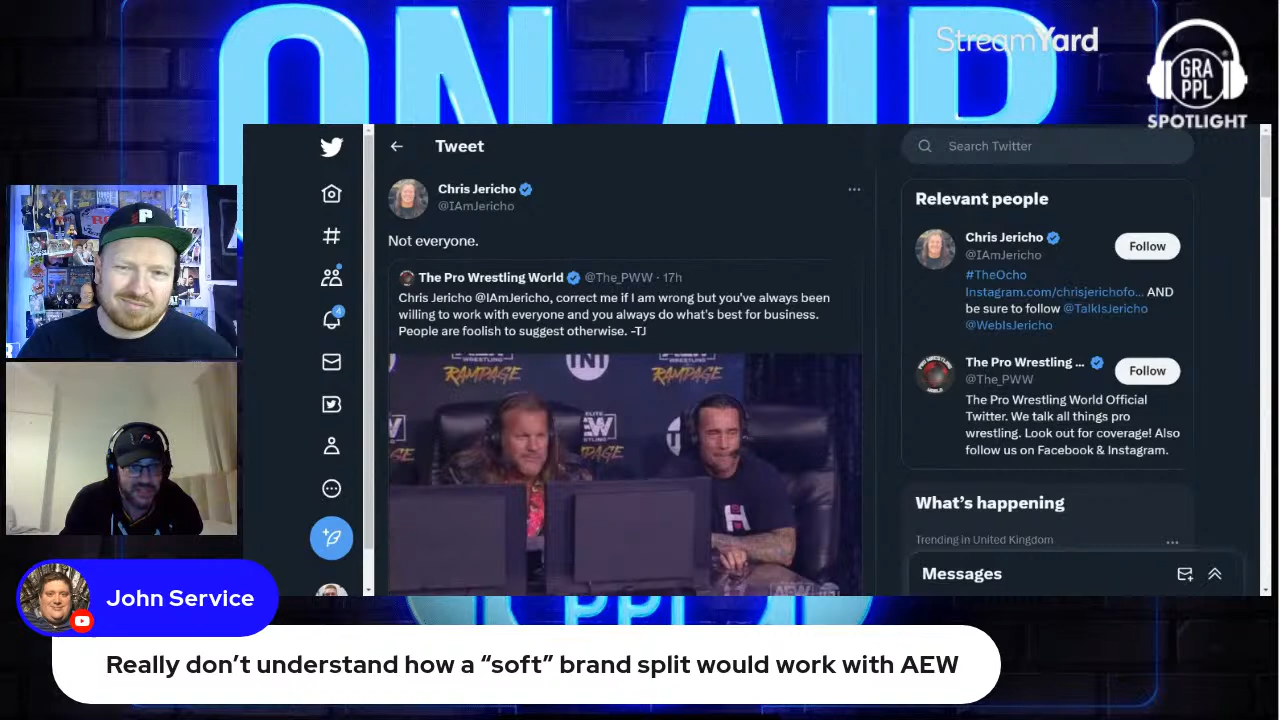 ON AIR
StreamYard
GRA
PPL
SPOTLIGHT
Tweet
Search Twitter
Chris Jericho
@IAmJericho
Not everyone.
The Pro Wrestling World @The_PWW · 17h
Chris Jericho @IAmJericho, correct me if I am wrong but you've always been
willing to work with everyone and you always do what's best for business.
People are foolish to suggest otherwise. -TJ
RAMPAGE
TNT
RAMPAGE
Relevant people
Chris Jericho
@IAmJericho
Follow
#TheOcho
Instagram.com/chrisjerichofo... AND
be sure to follow @TalkIsJericho
@WebIsJericho
The Pro Wrestling ...
@The_PWW
Follow
The Pro Wrestling World Official
Twitter. We talk all things pro
wrestling. Look out for coverage! Also
follow us on Facebook & Instagram.
What's happening
Trending in United Kingdom
Messages
4
PPL
John Service
Really don’t understand how a “soft” brand split would work with AEW